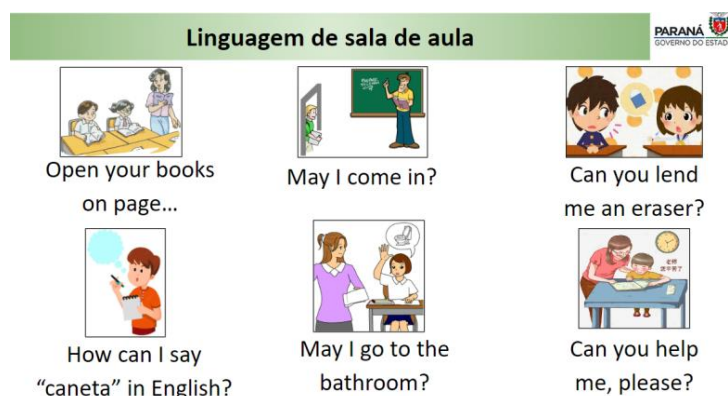 Linguagem de sala de aula
PARANÁ
GOVERNO DO ESTADO
Open your books
on page...
May I come in?
Can you lend
me an eraser?
How can I say
“caneta” in English?
May I go to the
bathroom?
Can you help
me, please?